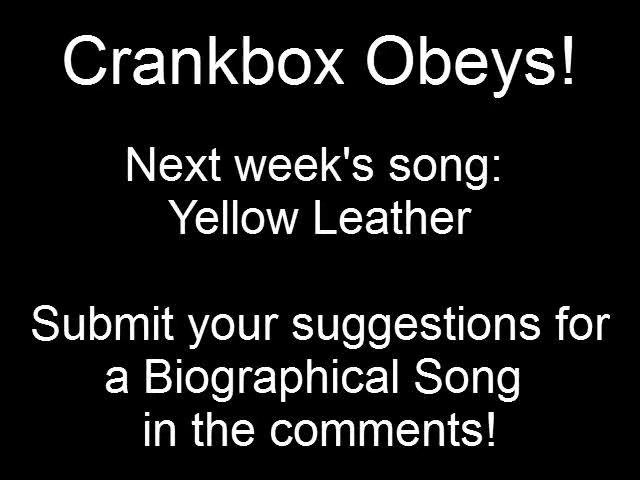 Crankbox Obeys!
Next week's song:
Yellow Leather
Submit your suggestions for
a Biographical Song
in the comments!